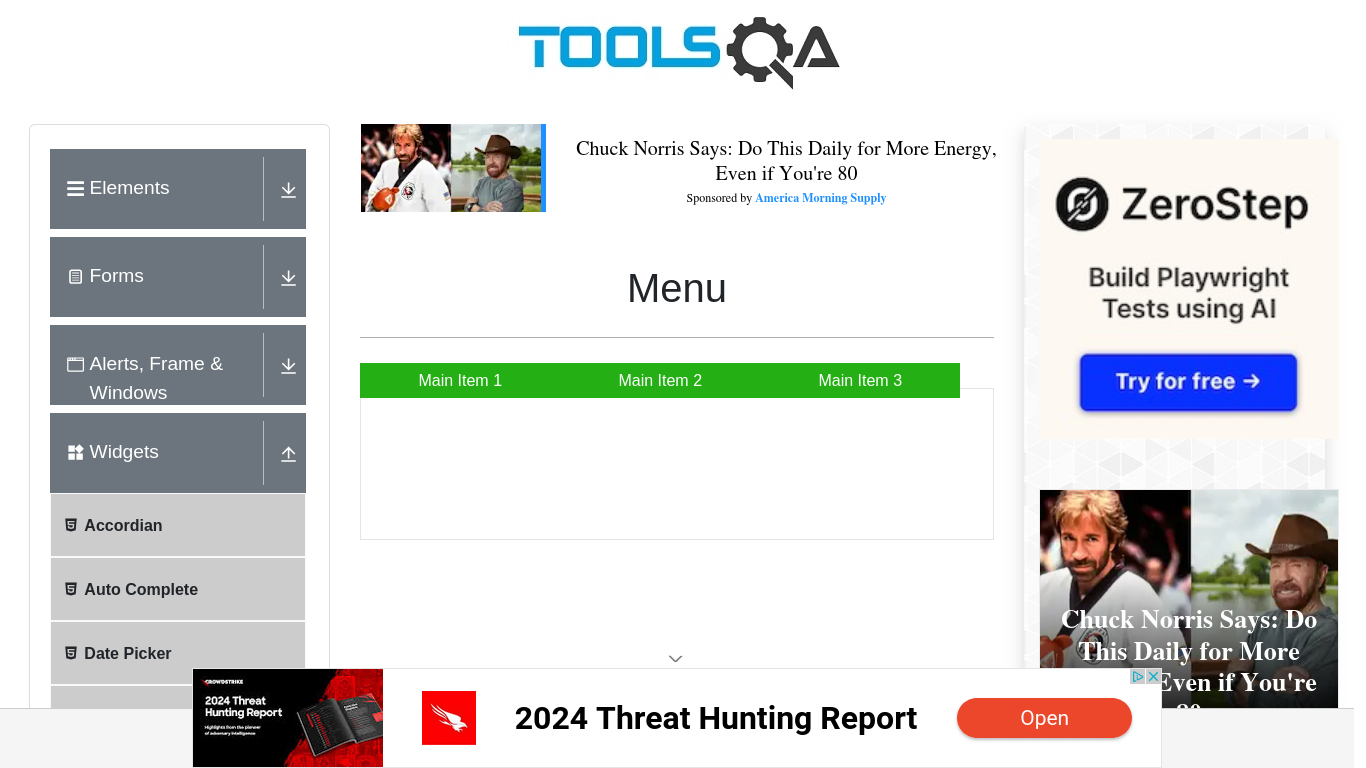 TOOLSQA
Elements
Forms
Alerts, Frame &
Windows
Widgets
Accordian
Auto Complete
Date Picker
Chuck Norris Says: Do This Daily for More Energy,
Even if You're 80
Sponsored by America Morning Supply
Menu
Main Item 1
Main Item 2
Main Item 3
ZeroStep
Build Playwright
Tests using AI
Try for free →
Chuck Norris Says: Do
This Daily for More
Even if You're
80
CROWDSTRIKE
2024 Threat
Hunting Report
Highlights from the pioneer
of adversary intelligence
2024 Threat Hunting Report
Open